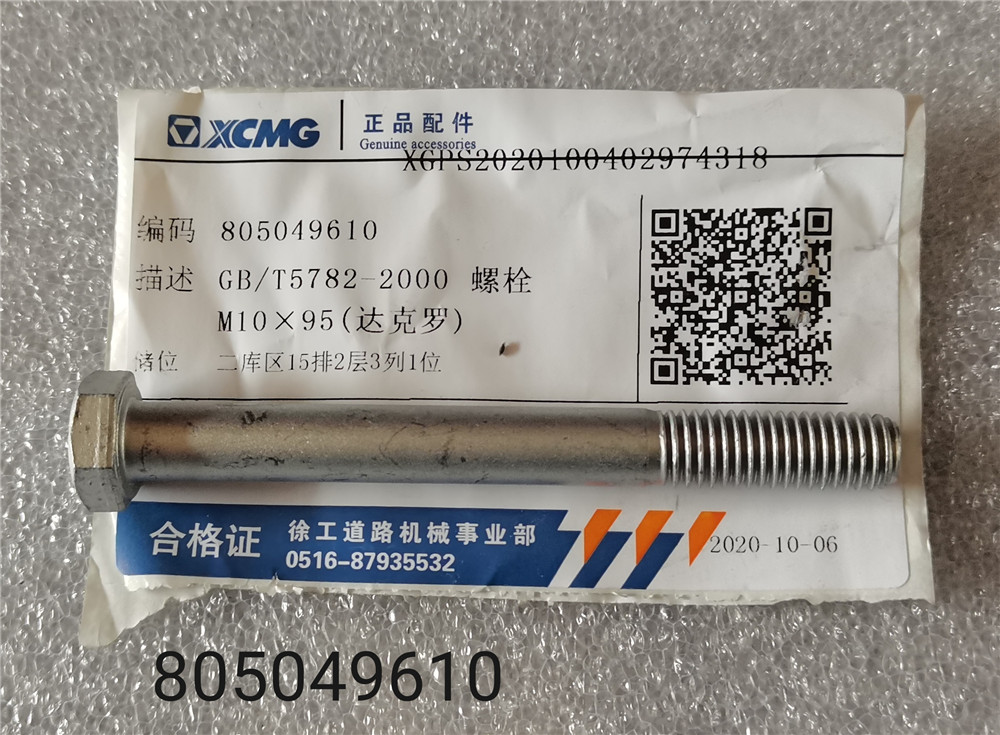 XCMG 正品配件
Genuine accessories
XGPS2020100402974318
编码 805049610
描述 GB/T5782-2000 螺栓
M10×95(达克罗)
储位 二库区15排2层3列1位
合格证 徐工道路机械事业部
0516-87935532
2020-10-06
805049610